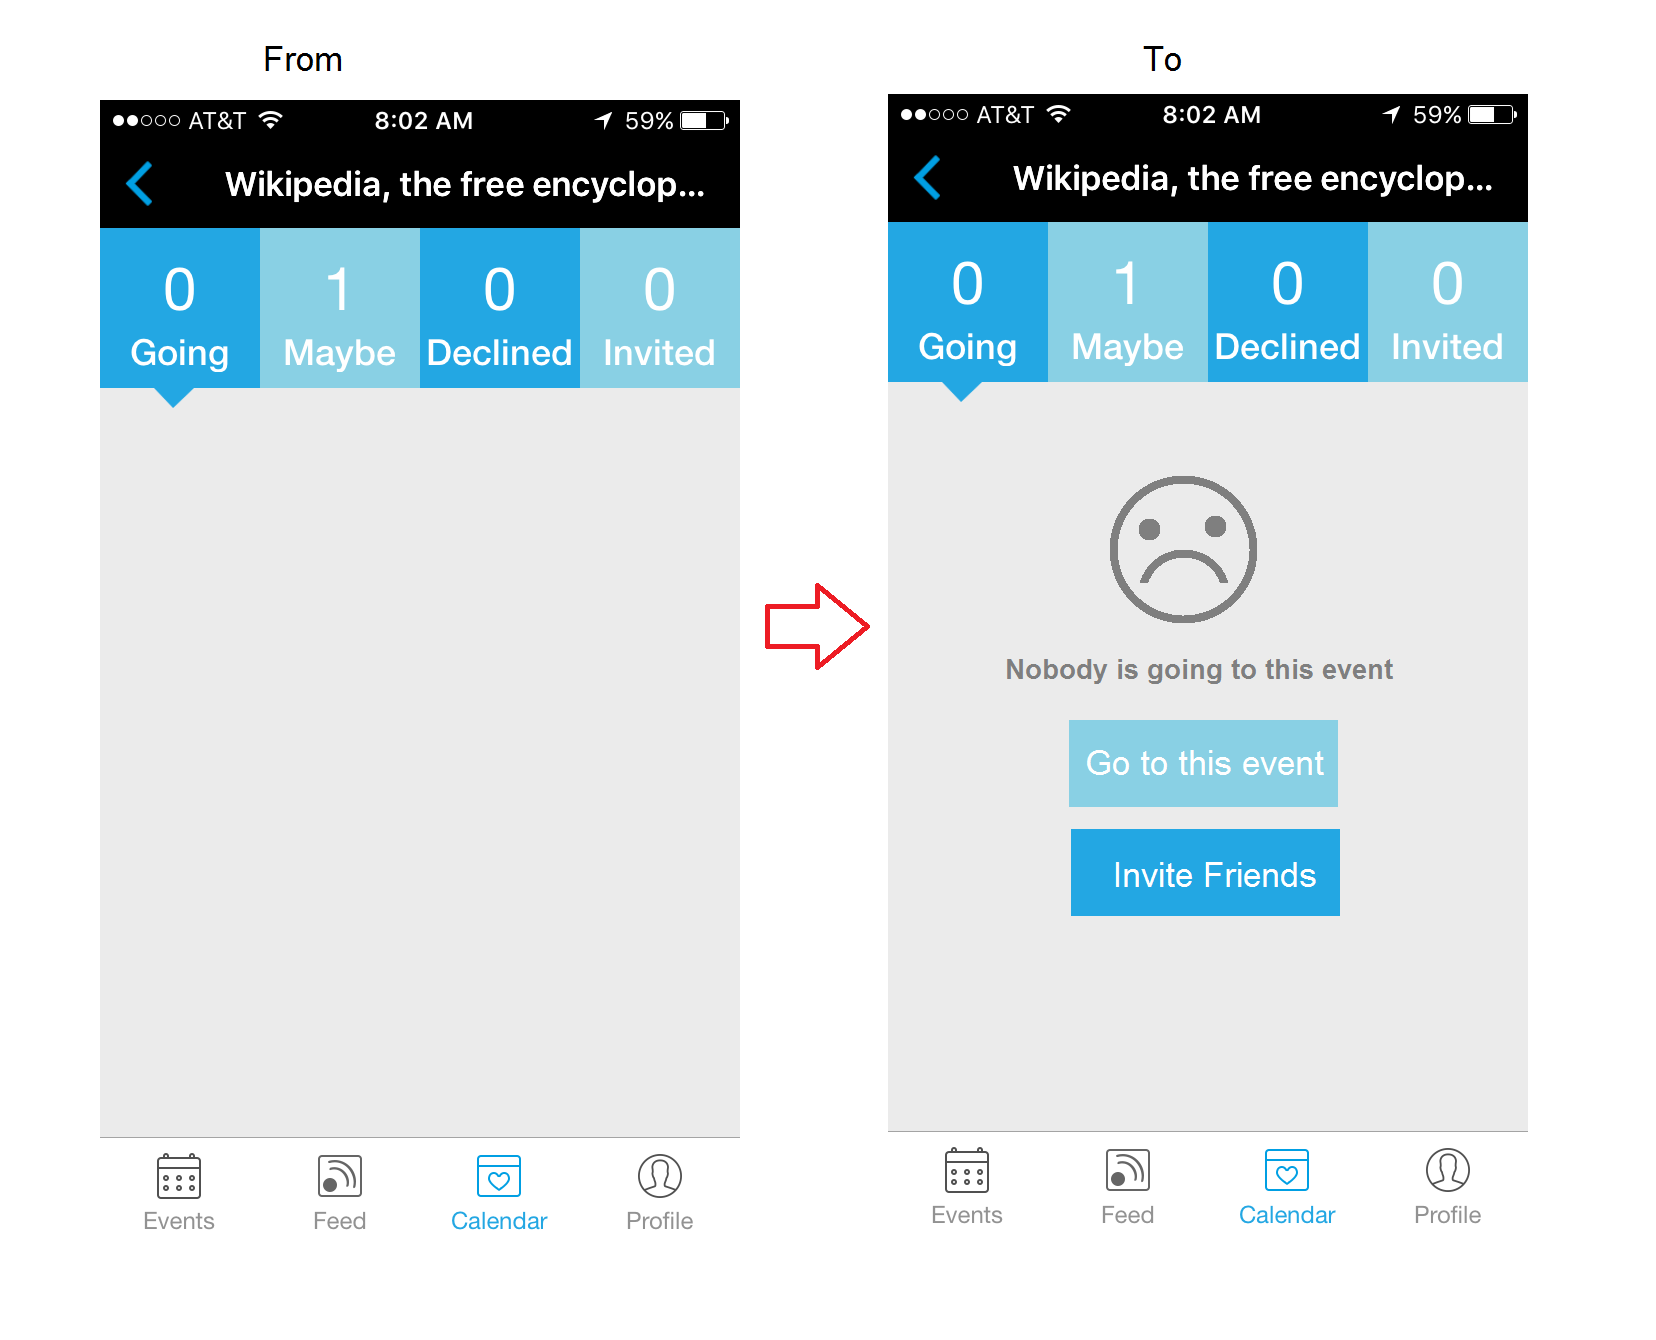 From
To
AT&T 8:02 AM 59%
Wikipedia, the free encyclop...
0 1 0 0
Going Maybe Declined Invited
Events Feed Calendar Profile
AT&T 8:02 AM 59%
Wikipedia, the free encyclop...
0 1 0 0
Going Maybe Declined Invited
Nobody is going to this event
Go to this event
Invite Friends
Events Feed Calendar Profile